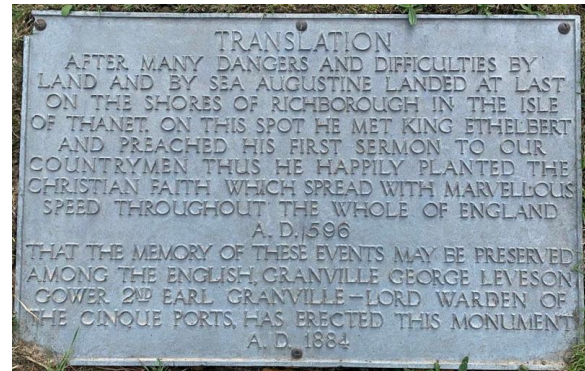 TRANSLATION
AFTER MANY DANGERS AND DIFFICULTIES BY
LAND AND BY SEA AUGUSTINE LANDED AT LAST
ON THE SHORES OF RICHBOROUGH IN THE ISLE
OF THANET. ON THIS SPOT HE MET KING ETHELBERT
AND PREACHED HIS FIRST SERMON TO OUR
COUNTRYMEN THUS HE HAPPILY PLANTED THE
CHRISTIAN FAITH WHICH SPREAD WITH MARVELLOUS
SPEED THROUGHOUT THE WHOLE OF ENGLAND
A. D. 596
THAT THE MEMORY OF THESE EVENTS MAY BE PRESERVED
AMONG THE ENGLISH, GRANVILLE GEORGE LEVESON
GOWER 2ND EARL GRANVILLE—LORD WARDEN OF
THE CINQUE PORTS, HAS ERECTED THIS MONUMENT
A. D. 1884